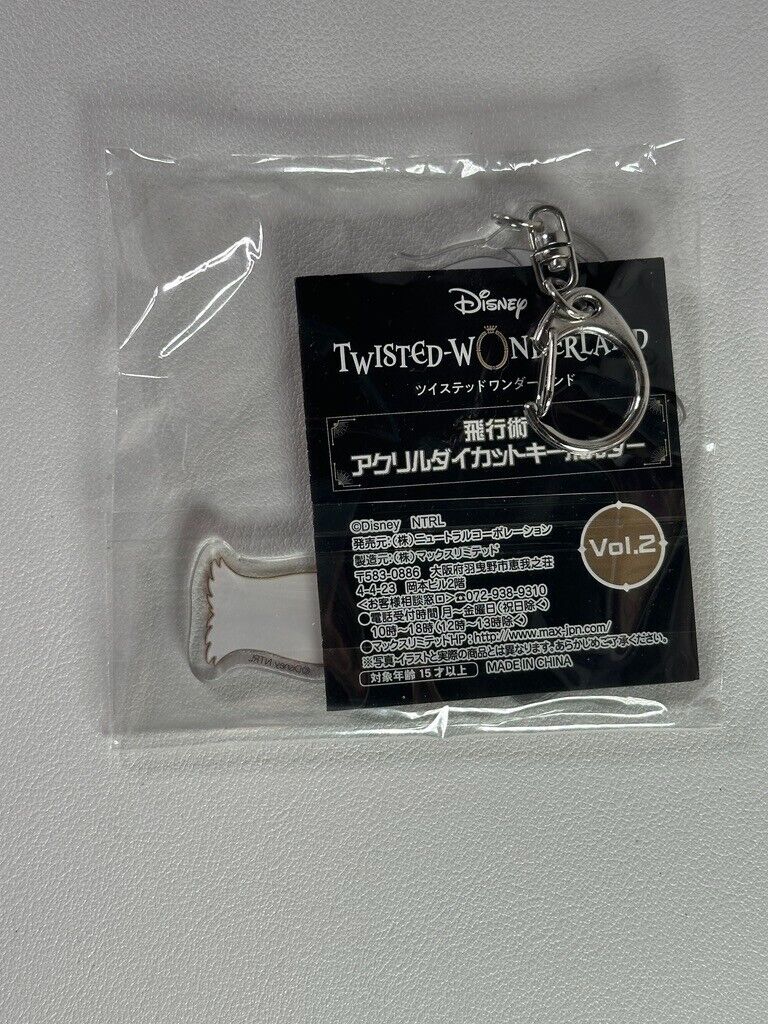 Disney
TWISTED-WONDERLAND
ツイステッドワンダーランド
飛行術
アクリルダイカットキーホルダー
©Disney NTRL
発売元:(株)ニュートラルコーポレーション
製造元:(株)マックスリミテッド
〒583-0886 大阪府羽曳野市恵我之荘
4-4-23 岡本ビル2階
<お客様相談窓口>☎072-938-9310
●電話受付時間 月～金曜日(祝日除く)
10時～18時(12時～13時除く)
●マックスリミテッドHP:http://www.max-jpn.com/
※写真・イラストと実際の商品とは異なります。あらかじめご了承ください。
対象年齢 15才以上 MADE IN CHINA
Vol.2
©Disney NTRL